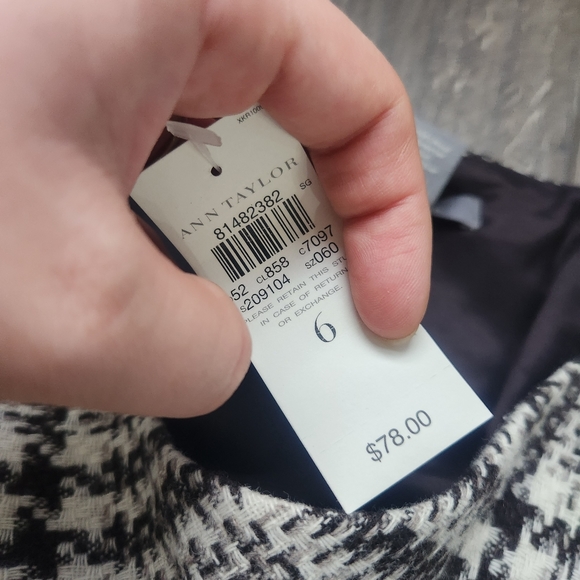 ANN TAYLOR
81482382
SG
52 CL858 C7097
S209104 SZ060
PLEASE RETAIN THIS
IN CASE OF RETURN
OR EXCHANGE.
6
$78.00